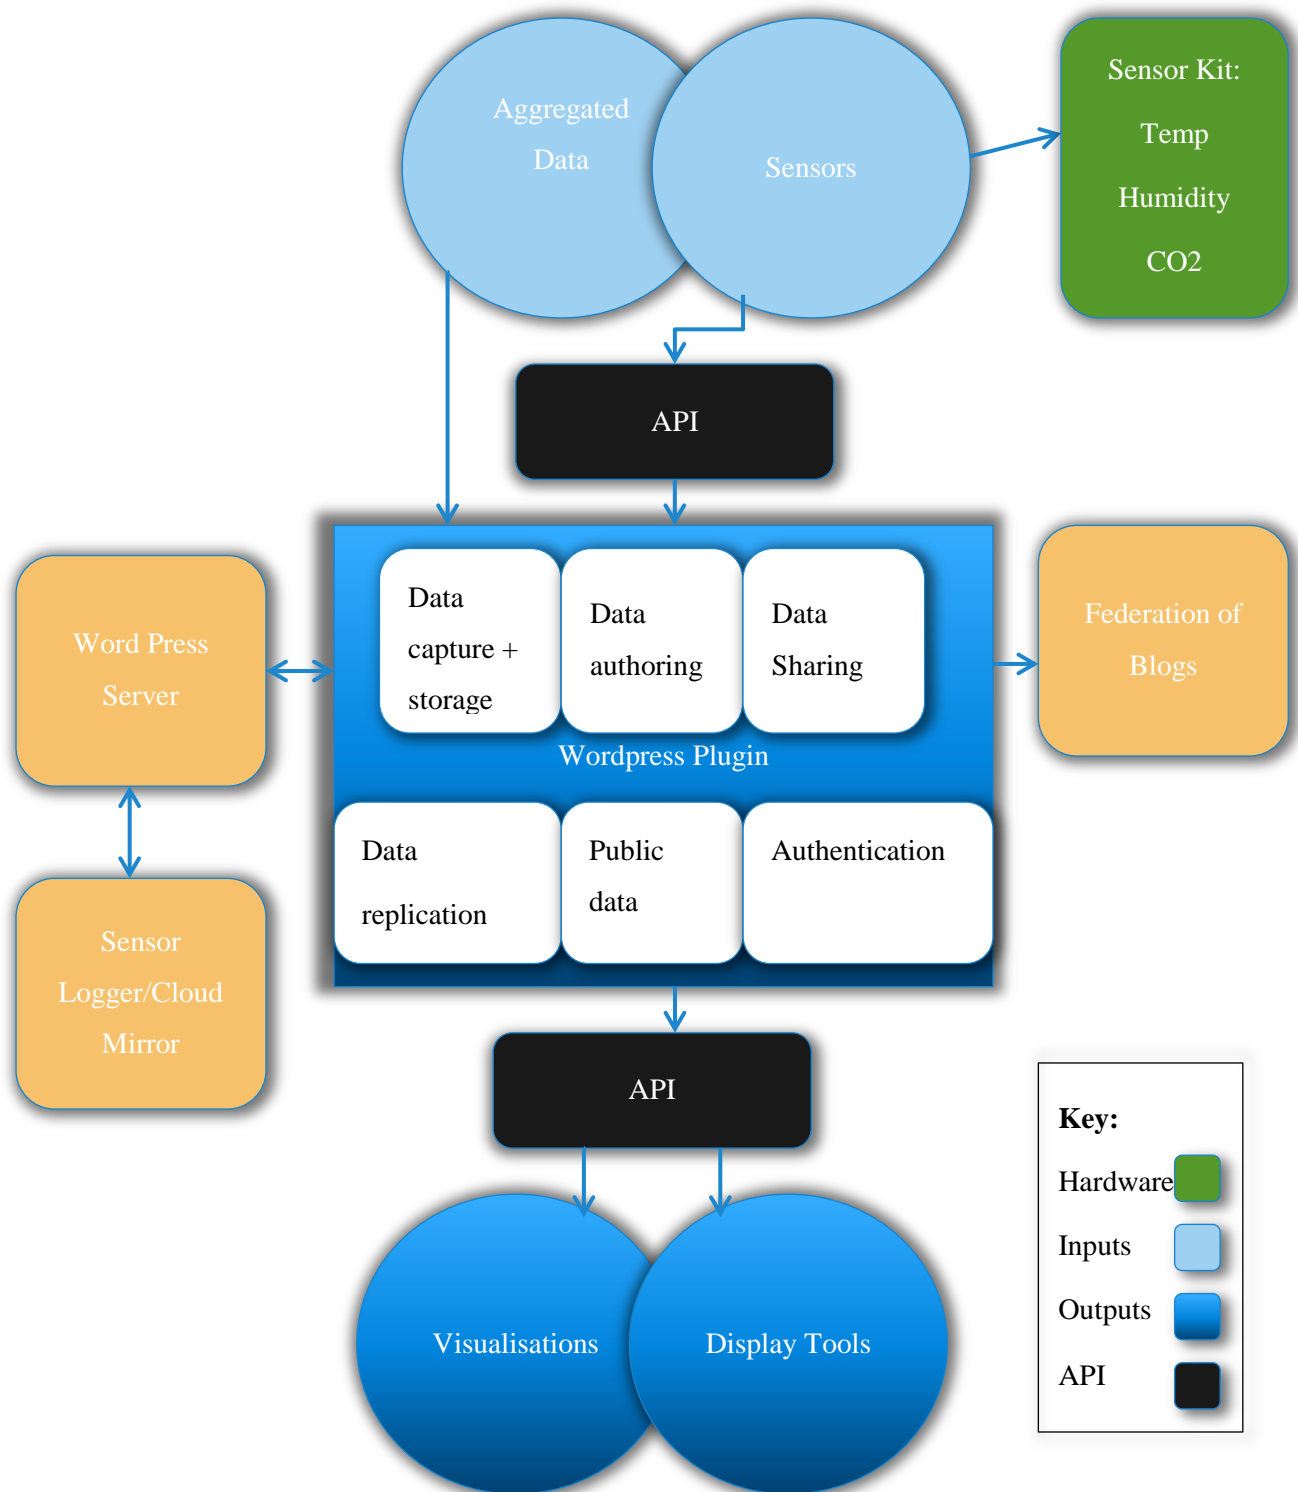 Aggregated
Data
Sensors
Sensor Kit:
Temp
Humidity
CO2
API
Word Press
Server
Data
capture +
storage
Data
authoring
Data
Sharing
Federation of
Blogs
Wordpress Plugin
Data
replication
Public
data
Authentication
Sensor
Logger/Cloud
Mirror
API
Visualisations
Display Tools
Key:
Hardware
Inputs
Outputs
API